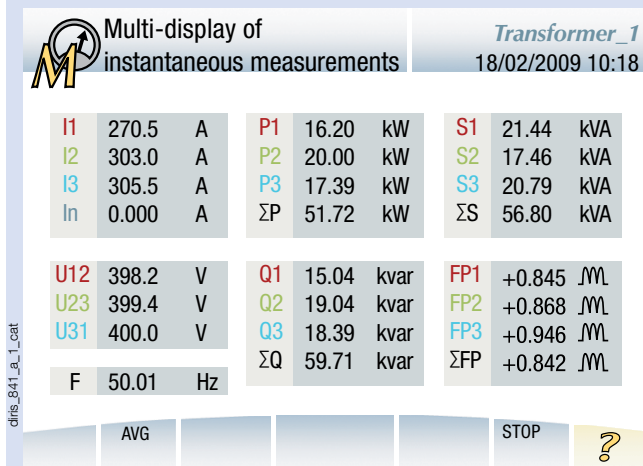 Multi-display of
instantaneous measurements
Transformer_1
18/02/2009 10:18
M
I1 270.5 A
I2 303.0 A
I3 305.5 A
In 0.000 A
P1 16.20 kW
P2 20.00 kW
P3 17.39 kW
ΣP 51.72 kW
S1 21.44 kVA
S2 17.46 kVA
S3 20.79 kVA
ΣS 56.80 kVA
U12 398.2 V
U23 399.4 V
U31 400.0 V
F 50.01 Hz
Q1 15.04 kvar
Q2 19.04 kvar
Q3 18.39 kvar
ΣQ 59.71 kvar
FP1 +0.845
FP2 +0.868
FP3 +0.946
ΣFP +0.842
AVG
STOP
?
diris_841_a_1_cat